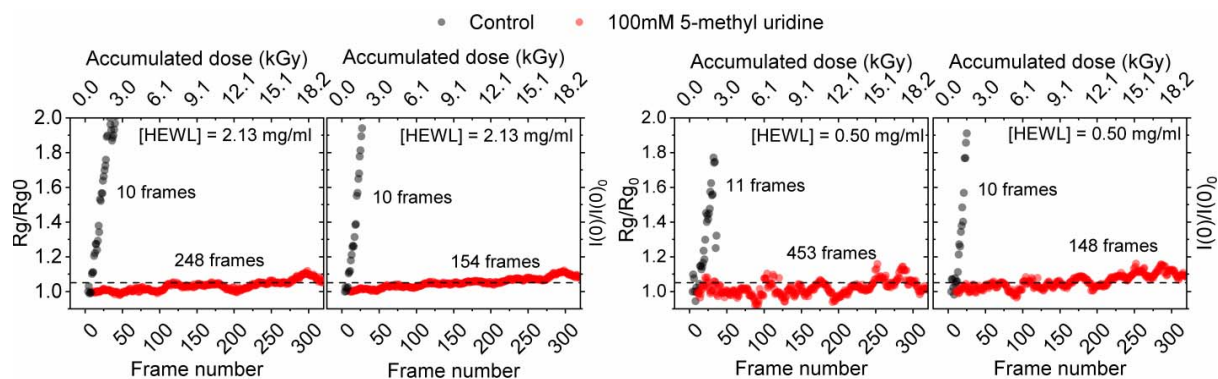 Control 100mM 5-methyl uridine
Accumulated dose (kGy) Accumulated dose (kGy) Accumulated dose (kGy) Accumulated dose (kGy)
0.0 3.0 6.1 9.1 12.1 15.1 18.2 0.0 3.0 6.1 9.1 12.1 15.1 18.2 0.0 3.0 6.1 9.1 12.1 15.1 18.2 0.0 3.0 6.1 9.1 12.1 15.1 18.2
2.0 [HEWL] = 2.13 mg/ml [HEWL] = 2.13 mg/ml 2.0 [HEWL] = 0.50 mg/ml [HEWL] = 0.50 mg/ml
1.8 1.8
1.6 10 frames 10 frames 1.6 11 frames 10 frames
Rg/Rg0 I(0)/I(0)₀ Rg/Rg₀ I(0)/I(0)₀
1.4 1.4
1.2 248 frames 154 frames 1.2 453 frames 148 frames
1.0 1.0
0 50 100 150 200 250 300 0 50 100 150 200 250 300 0 50 100 150 200 250 300 0 50 100 150 200 250 300
Frame number Frame number Frame number Frame number